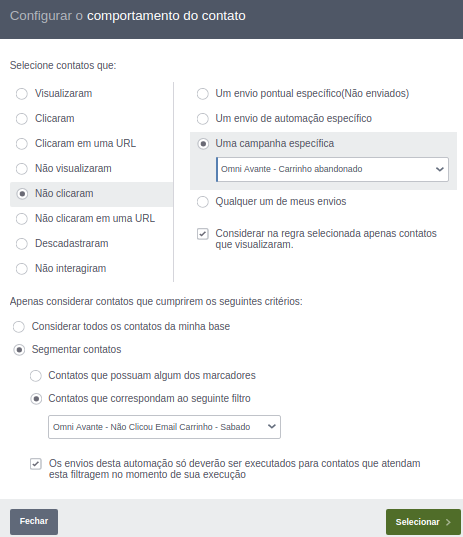 Configurar o comportamento do contato
Selecione contatos que:
Visualizaram
Clicaram
Clicaram em uma URL
Não visualizaram
Não clicaram
Não clicaram em uma URL
Descadastraram
Não interagiram
Um envio pontual específico(Não enviados)
Um envio de automação específico
Uma campanha específica
Omni Avante - Carrinho abandonado
Qualquer um de meus envios
Considerar na regra selecionada apenas contatos
que visualizaram.
Apenas considerar contatos que cumprirem os seguintes critérios:
Considerar todos os contatos da minha base
Segmentar contatos
Contatos que possuam algum dos marcadores
Contatos que correspondam ao seguinte filtro
Omni Avante - Não Clicou Email Carrinho - Sabado
Os envios desta automação só deverão ser executados para contatos que atendam
esta filtragem no momento de sua execução
Fechar
Selecionar